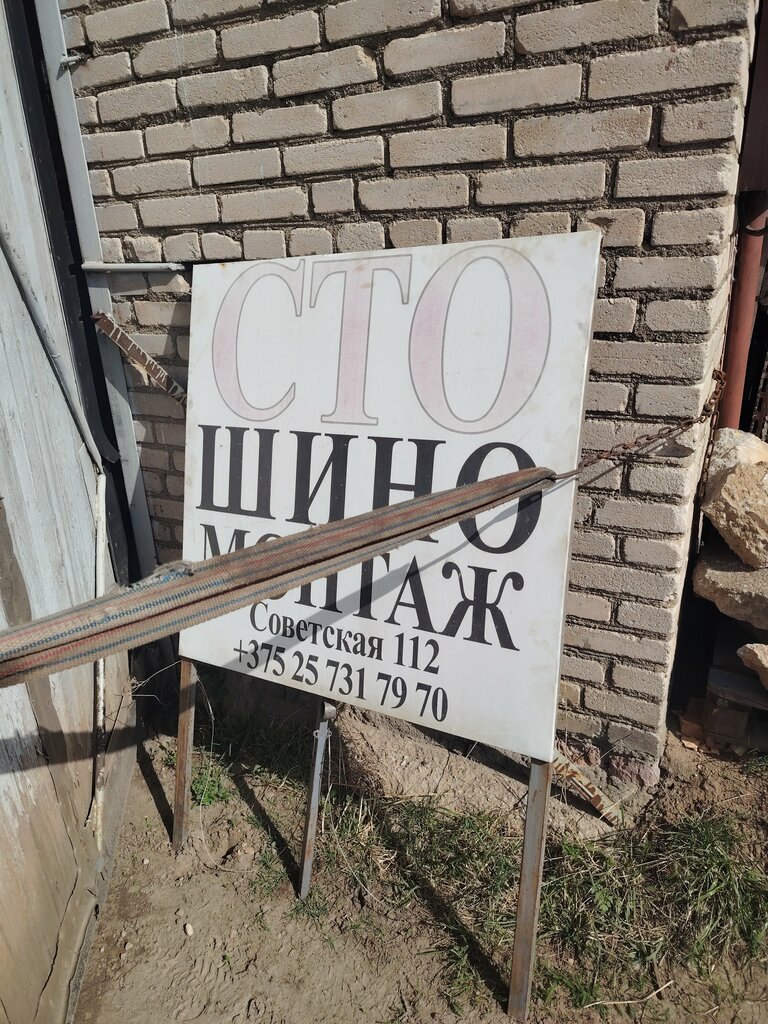 СТО
ШИНО
МОНТАЖ
Советская 112
+375 25 731 79 70